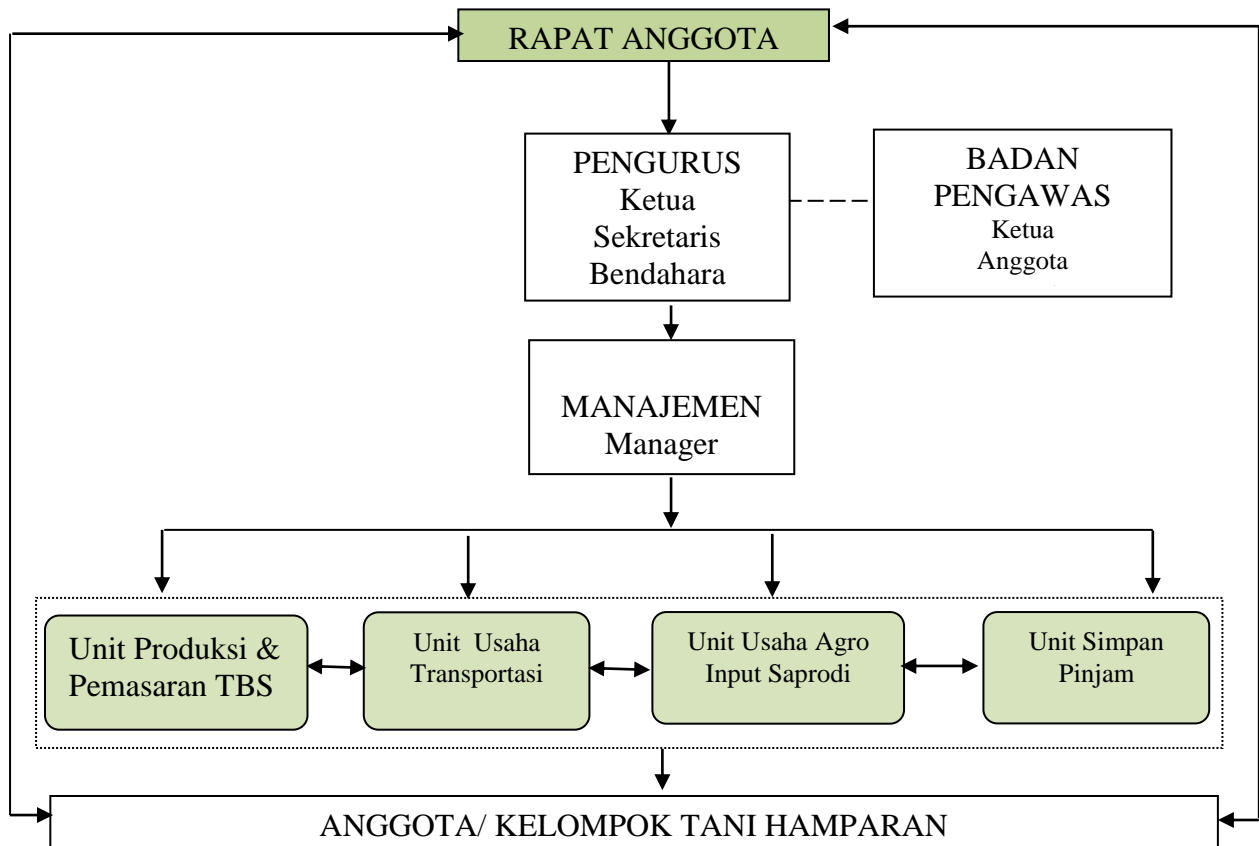 RAPAT ANGGOTA
PENGURUS
Ketua
Sekretaris
Bendahara
BADAN
PENGAWAS
Ketua
Anggota
MANAJEMEN
Manager
Unit Produksi &
Pemasaran TBS
Unit Usaha
Transportasi
Unit Usaha Agro
Input Saprodi
Unit Simpan
Pinjam
ANGGOTA/ KELOMPOK TANI HAMPARAN